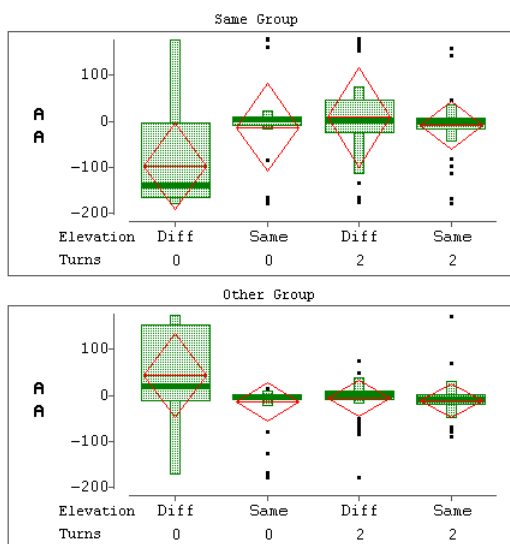 Same Group
100
0
A
A
-100
-200
Elevation Diff Same Diff Same
Turns 0 0 2 2
Other Group
100
0
A
A
-100
-200
Elevation Diff Same Diff Same
Turns 0 0 2 2